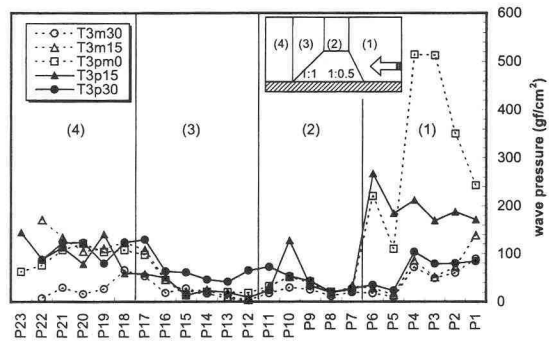 T3m30
T3m15
T3pm0
T3p15
T3p30
(4) (3) (2) (1)
1:1 1:0.5
(4) (3) (2) (1)
600
500
400
300
200
100
0
wave pressure (gf/cm²)
P23 P22 P21 P20 P19 P18 P17 P16 P15 P14 P13 P12 P11 P10 P9 P8 P7 P6 P5 P4 P3 P2 P1